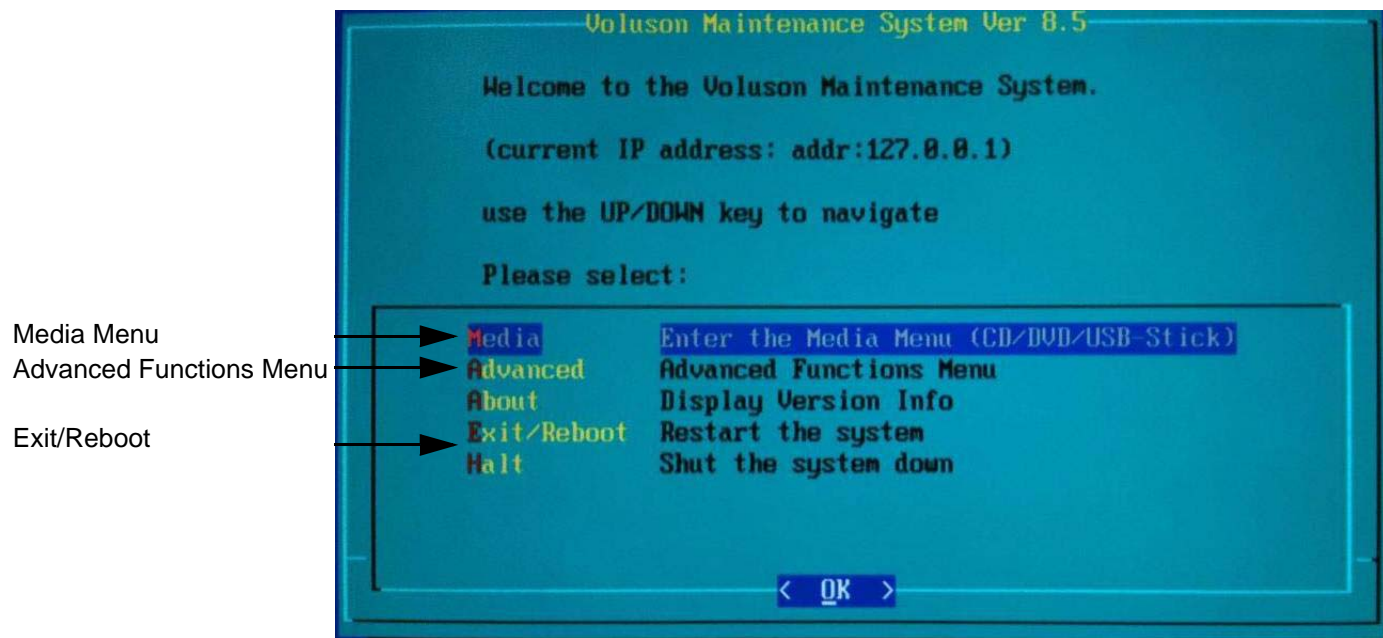 Voluson Maintenance System Ver 8.5
Welcome to the Voluson Maintenance System.
(current IP address: addr:127.0.0.1)
use the UP/DOWN key to navigate
Please select:
Media Menu
Media Enter the Media Menu (CD/DVD/USB-Stick)
Advanced Functions Menu
Advanced Advanced Functions Menu
About Display Version Info
Exit/Reboot
Exit/Reboot Restart the system
Halt Shut the system down
< OK >